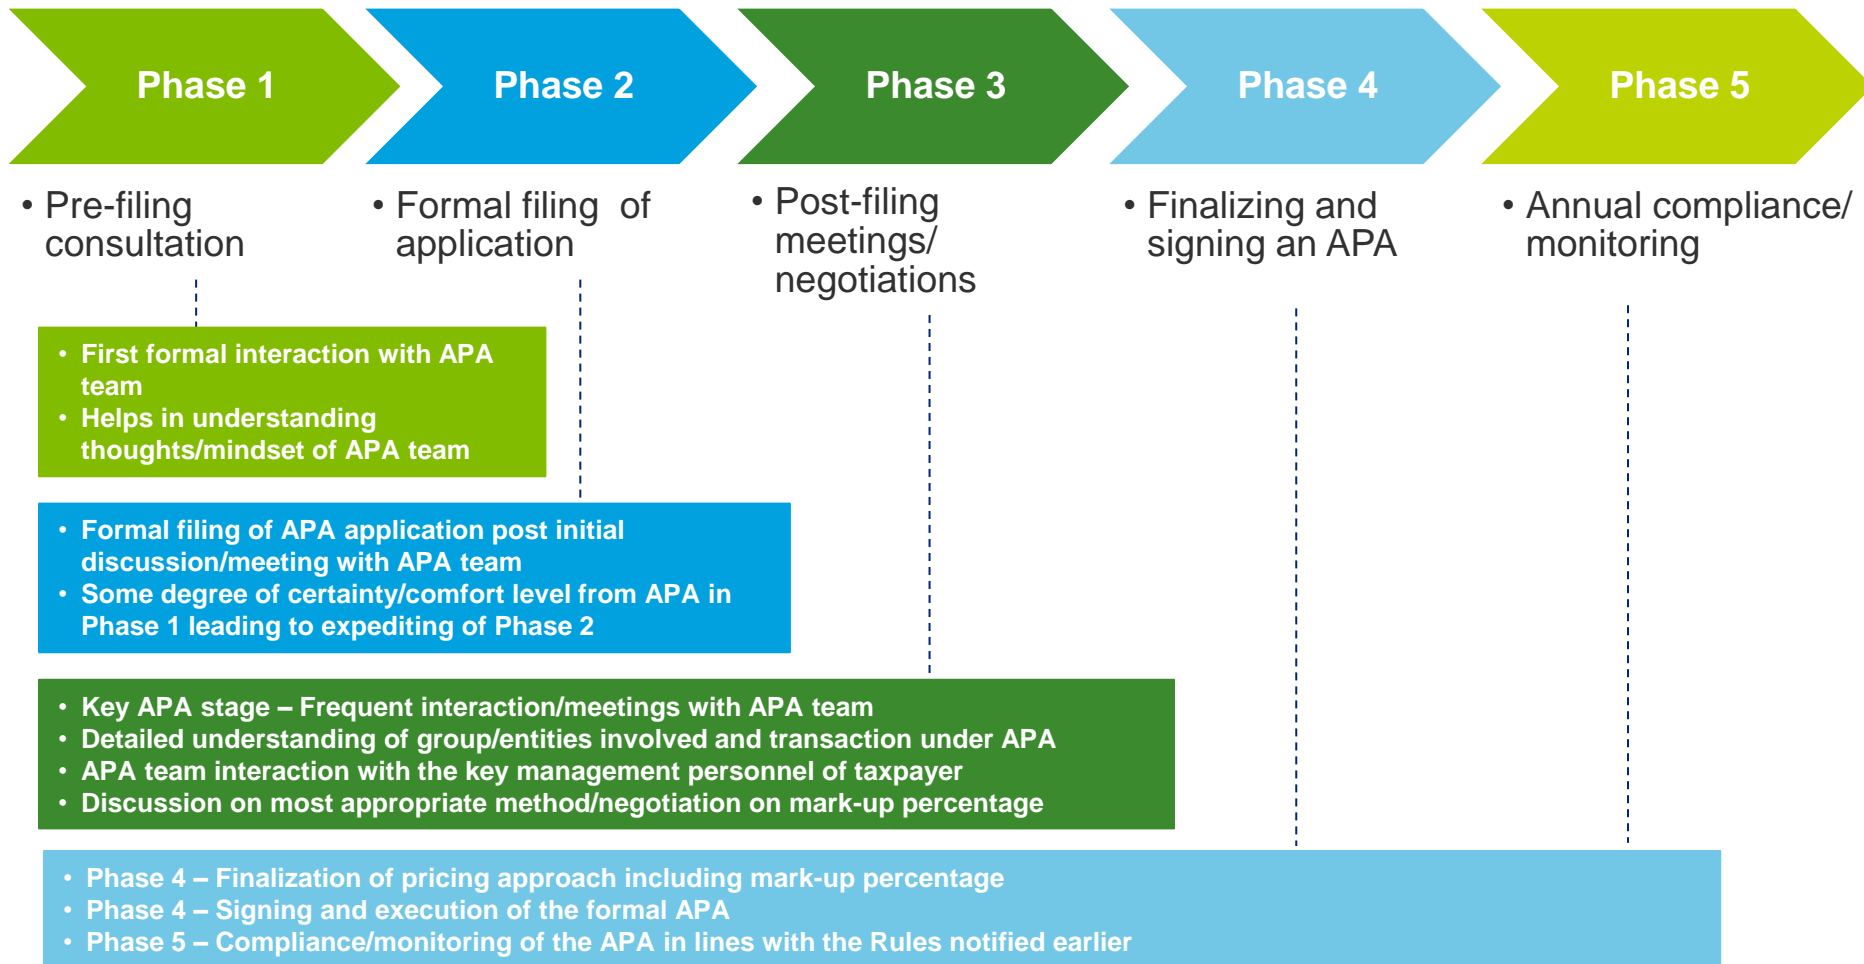 Phase 1
Phase 2
Phase 3
Phase 4
Phase 5
• Pre-filing
consultation
• Formal filing of
application
• Post-filing
meetings/
negotiations
• Finalizing and
signing an APA
• Annual compliance/
monitoring
• First formal interaction with APA
team
• Helps in understanding
thoughts/mindset of APA team
• Formal filing of APA application post initial
discussion/meeting with APA team
• Some degree of certainty/comfort level from APA in
Phase 1 leading to expediting of Phase 2
• Key APA stage – Frequent interaction/meetings with APA team
• Detailed understanding of group/entities involved and transaction under APA
• APA team interaction with the key management personnel of taxpayer
• Discussion on most appropriate method/negotiation on mark-up percentage
• Phase 4 – Finalization of pricing approach including mark-up percentage
• Phase 4 – Signing and execution of the formal APA
• Phase 5 – Compliance/monitoring of the APA in lines with the Rules notified earlier